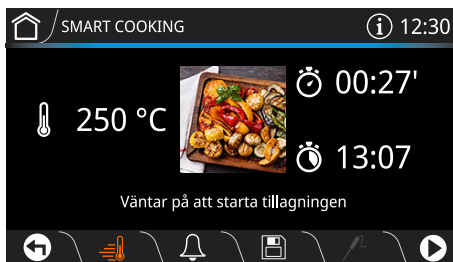 SMART COOKING
12:30
00:27'
250 °C
13:07
Väntar på att starta tillagningen